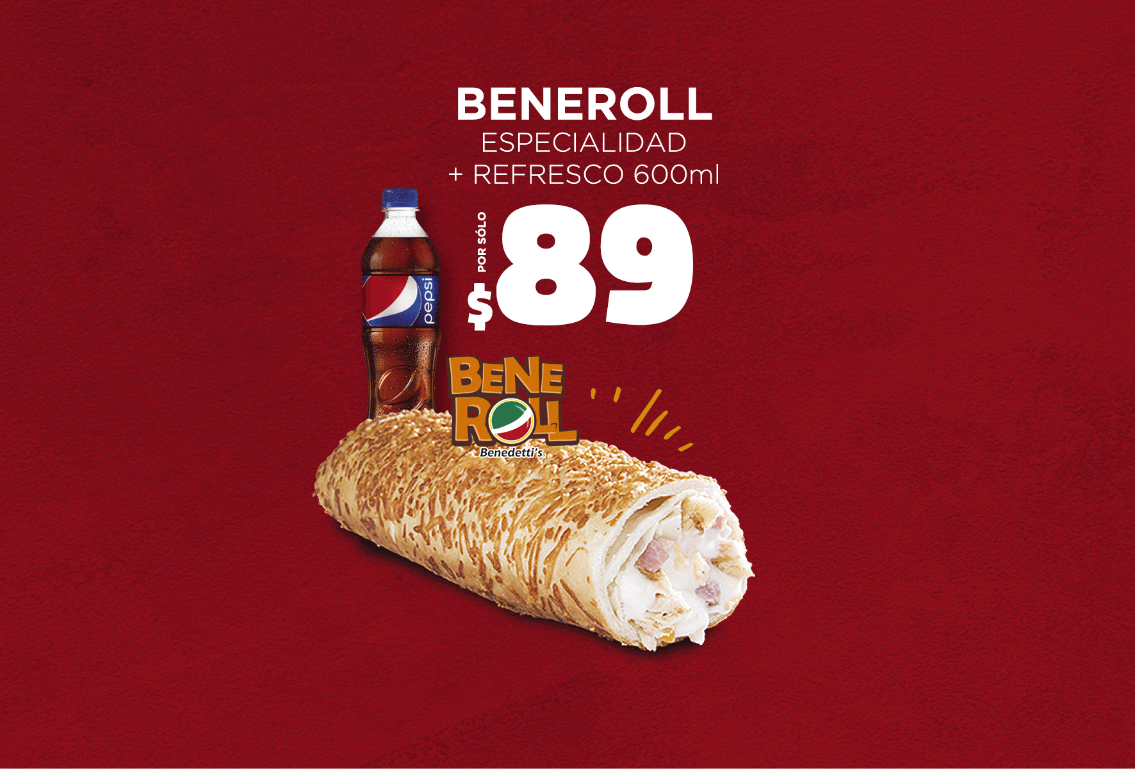 BENEROLL
ESPECIALIDAD
+ REFRESCO 600ml
POR SÓLO
$89
pepsi
BENE
ROLL
Benedetti's